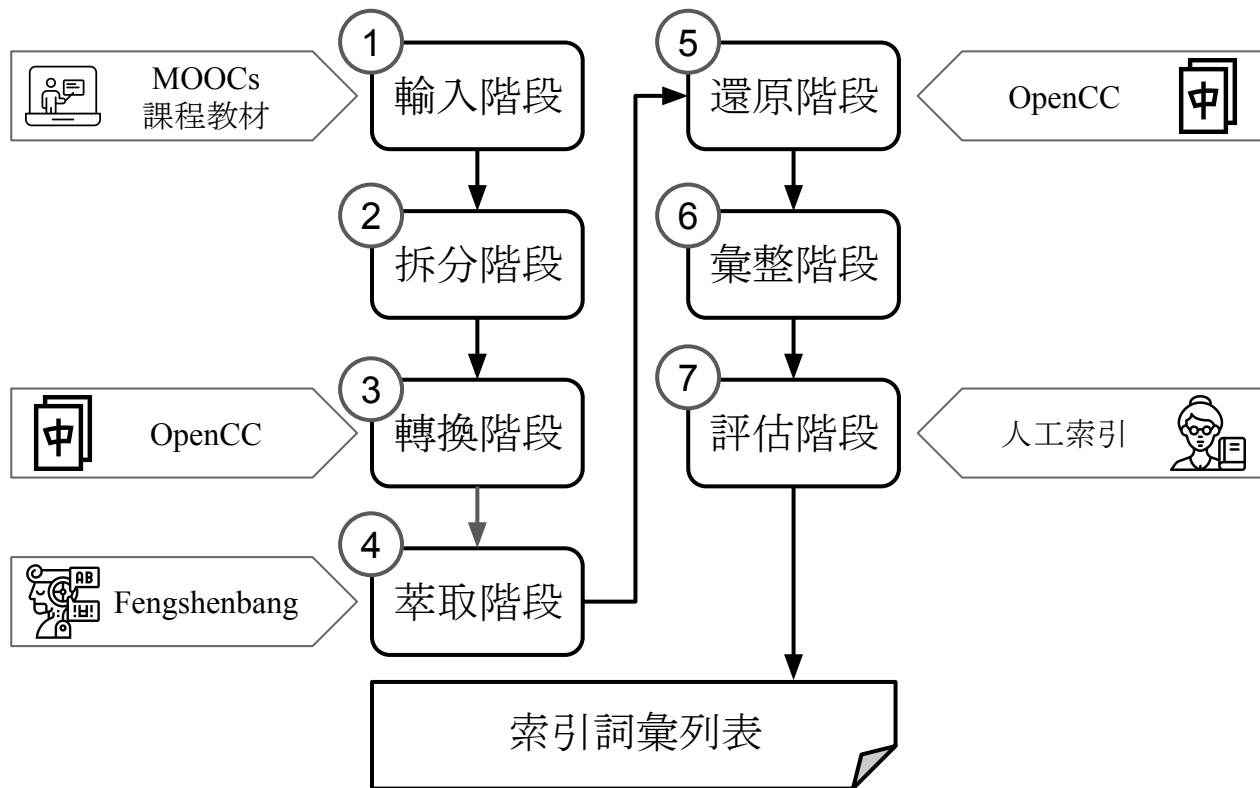 1
MOOCs
課程教材
輸入階段
2
拆分階段
3
OpenCC
中
轉換階段
4
AB
Fengshenbang
萃取階段
5
還原階段
OpenCC
中
6
彙整階段
7
評估階段
人工索引
索引詞彙列表